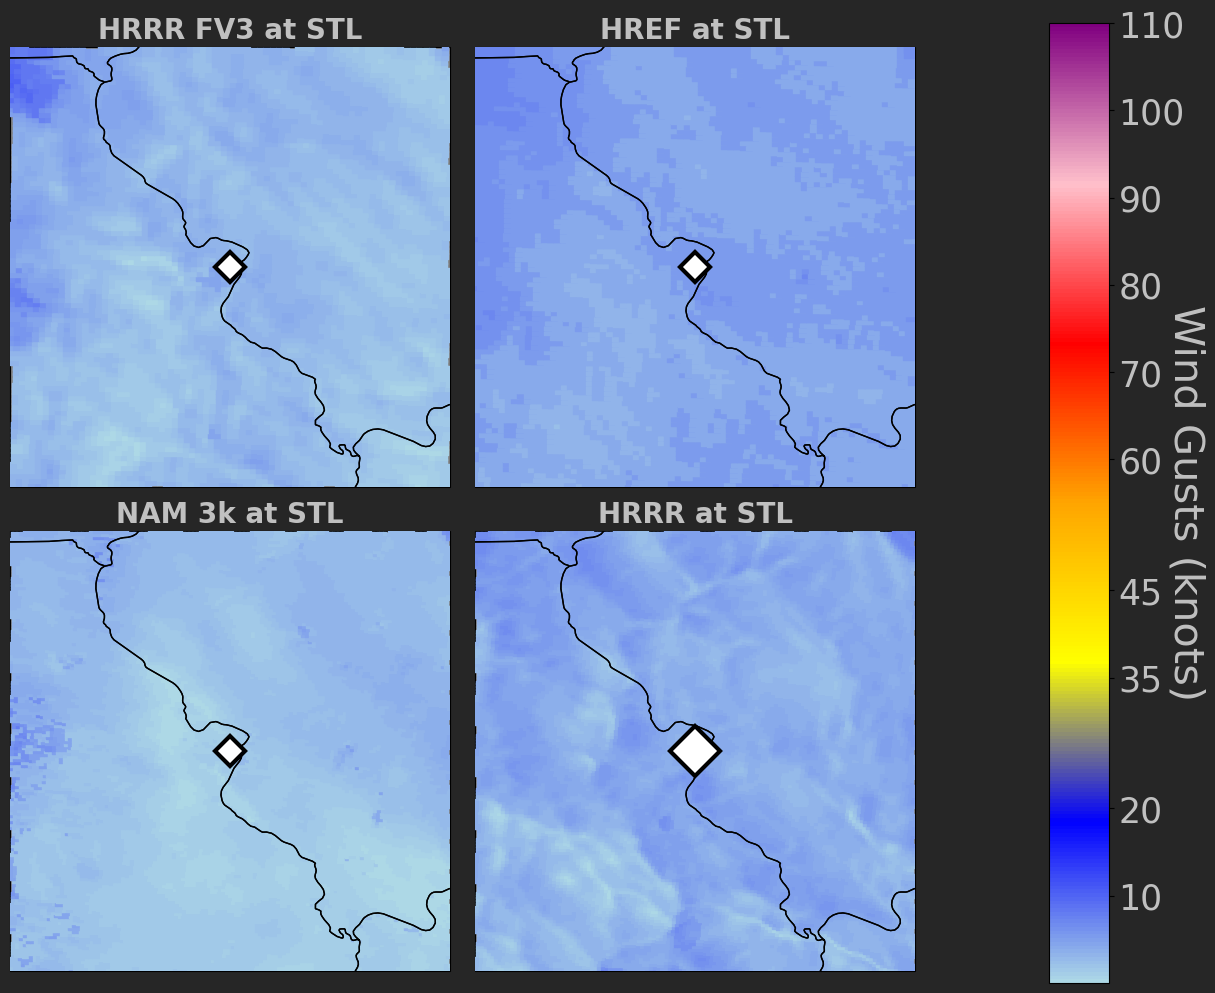 HRRR FV3 at STL
HREF at STL
NAM 3k at STL
HRRR at STL
110
100
90
80
70
60
45
35
20
10
Wind Gusts (knots)